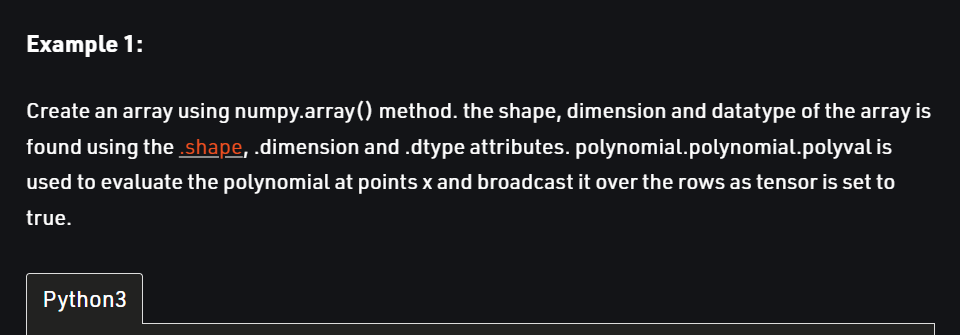 Example 1:
Create an array using numpy.array() method. the shape, dimension and datatype of the array is
found using the .shape, .dimension and .dtype attributes. polynomial.polynomial.polyval is
used to evaluate the polynomial at points x and broadcast it over the rows as tensor is set to
true.
Python3